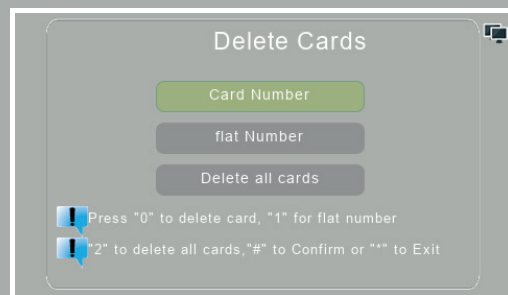 Delete Cards
Card Number
flat Number
Delete all cards
Press "0" to delete card, "1" for flat number
"2" to delete all cards,"#" to Confirm or "*" to Exit